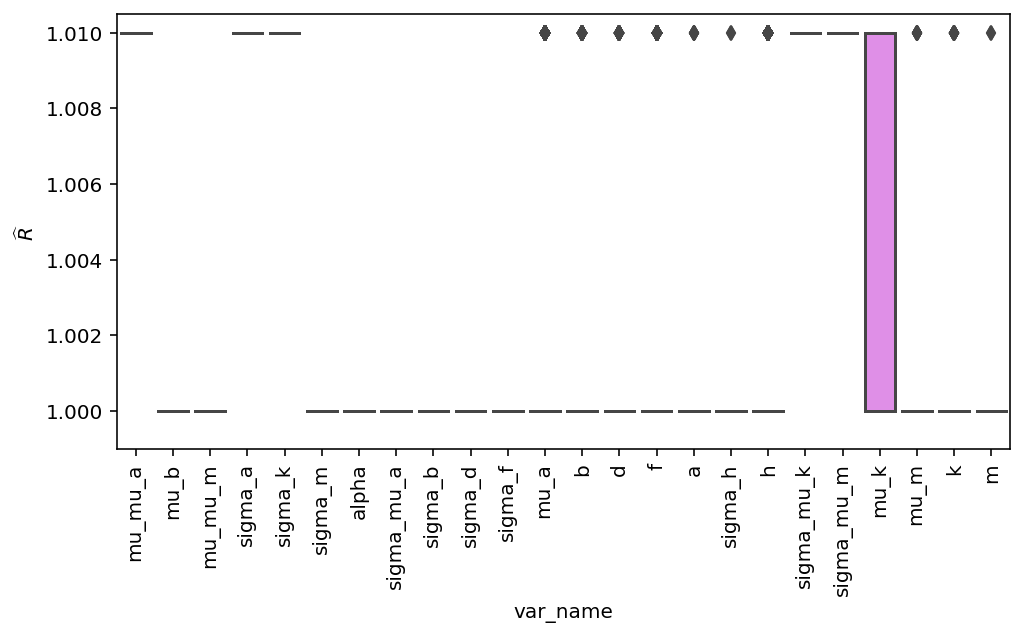 1.010
1.008
1.006
1.004
1.002
1.000
R̂
mu_mu_a
mu_b
mu_mu_m
sigma_a
sigma_k
sigma_m
alpha
sigma_mu_a
sigma_b
sigma_d
sigma_f
mu_a
b
d
f
a
sigma_h
h
sigma_mu_k
sigma_mu_m
mu_k
mu_m
k
m
var_name